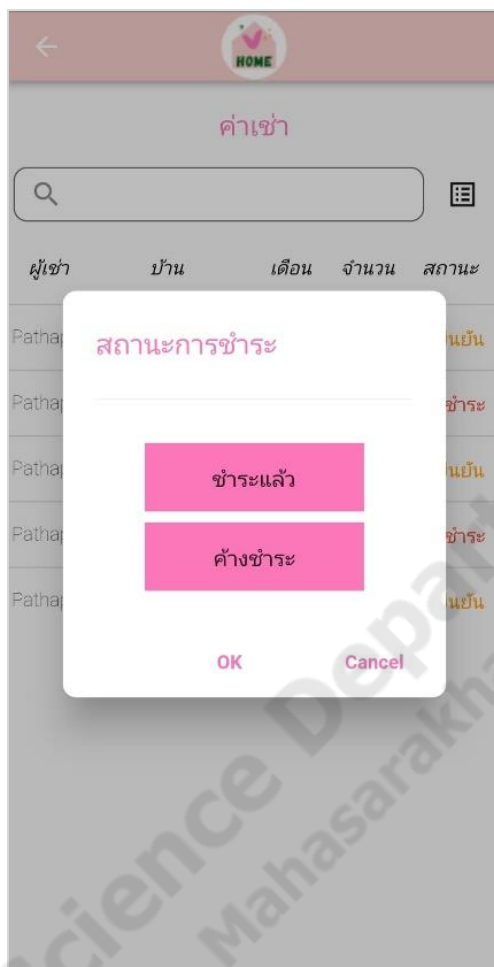 HOME
ค่าเช่า
ผู้เช่า บ้าน เดือน จำนวน สถานะ
สถานะการชำระ
ชำระแล้ว
ค้างชำระ
OK Cancel
Science
Mahasarakha